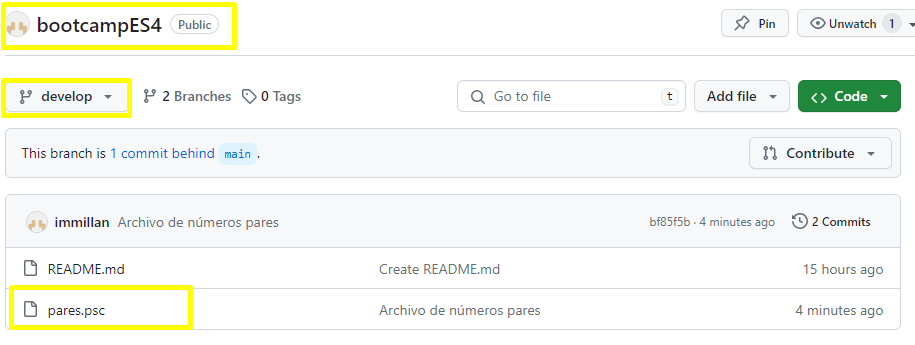 bootcampES4 Public Pin Unwatch 1
develop 2 Branches 0 Tags Go to file t Add file Code
This branch is 1 commit behind main . Contribute
immillan Archivo de números pares bf85f5b · 4 minutes ago 2 Commits
README.md Create README.md 15 hours ago
pares.psc Archivo de números pares 4 minutes ago